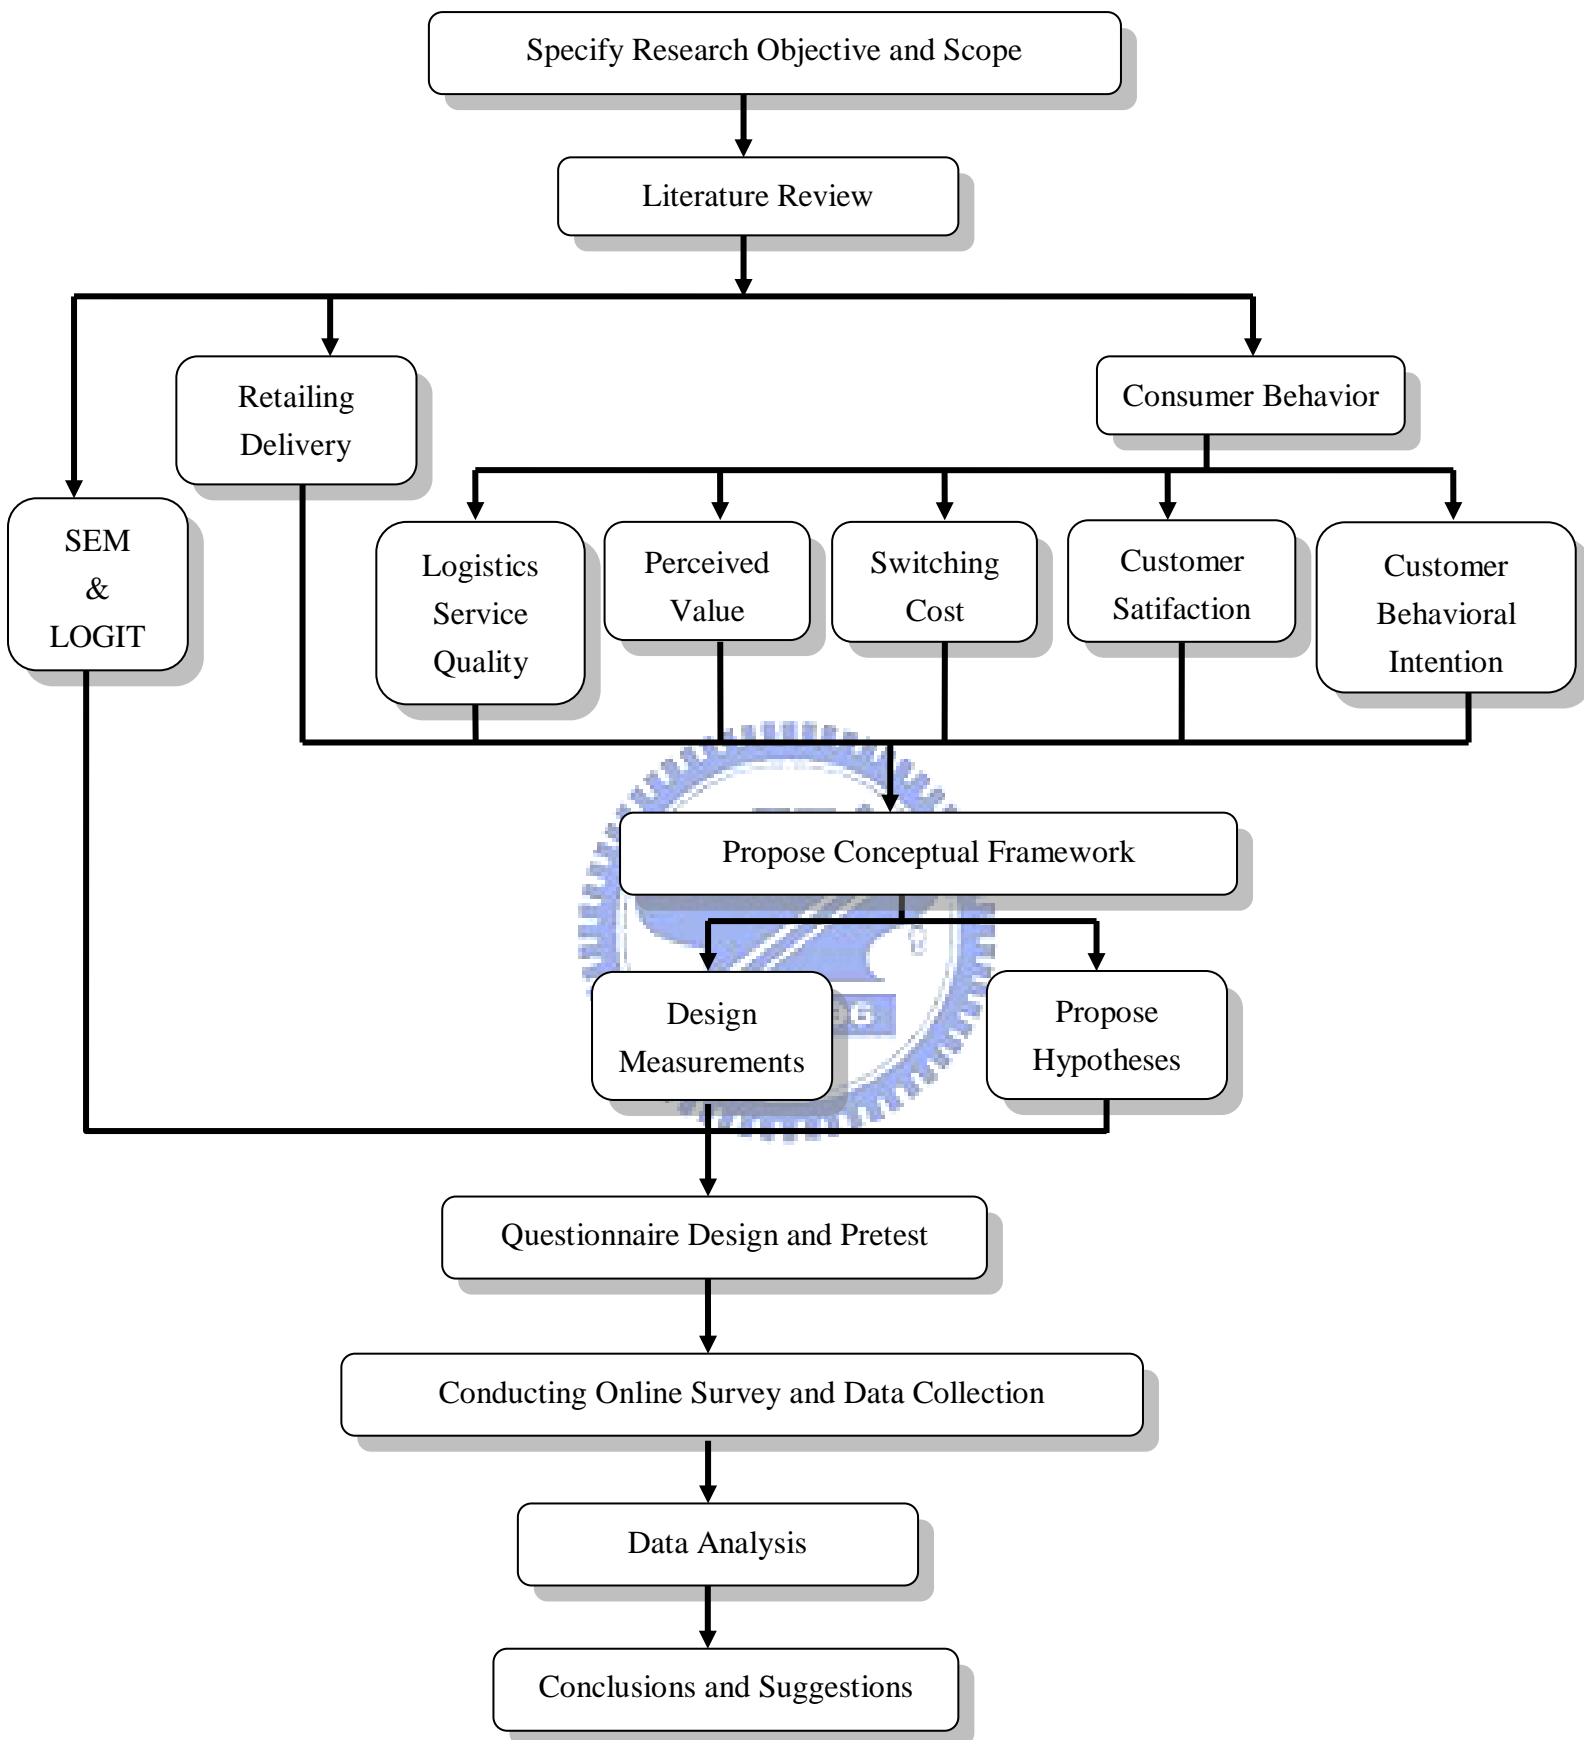 Specify Research Objective and Scope
Literature Review
Retailing
Delivery
Consumer Behavior
SEM
&
LOGIT
Logistics
Service
Quality
Perceived
Value
Switching
Cost
Customer
Satifaction
Customer
Behavioral
Intention
Propose Conceptual Framework
Design
Measurements
Propose
Hypotheses
Questionnaire Design and Pretest
Conducting Online Survey and Data Collection
Data Analysis
Conclusions and Suggestions